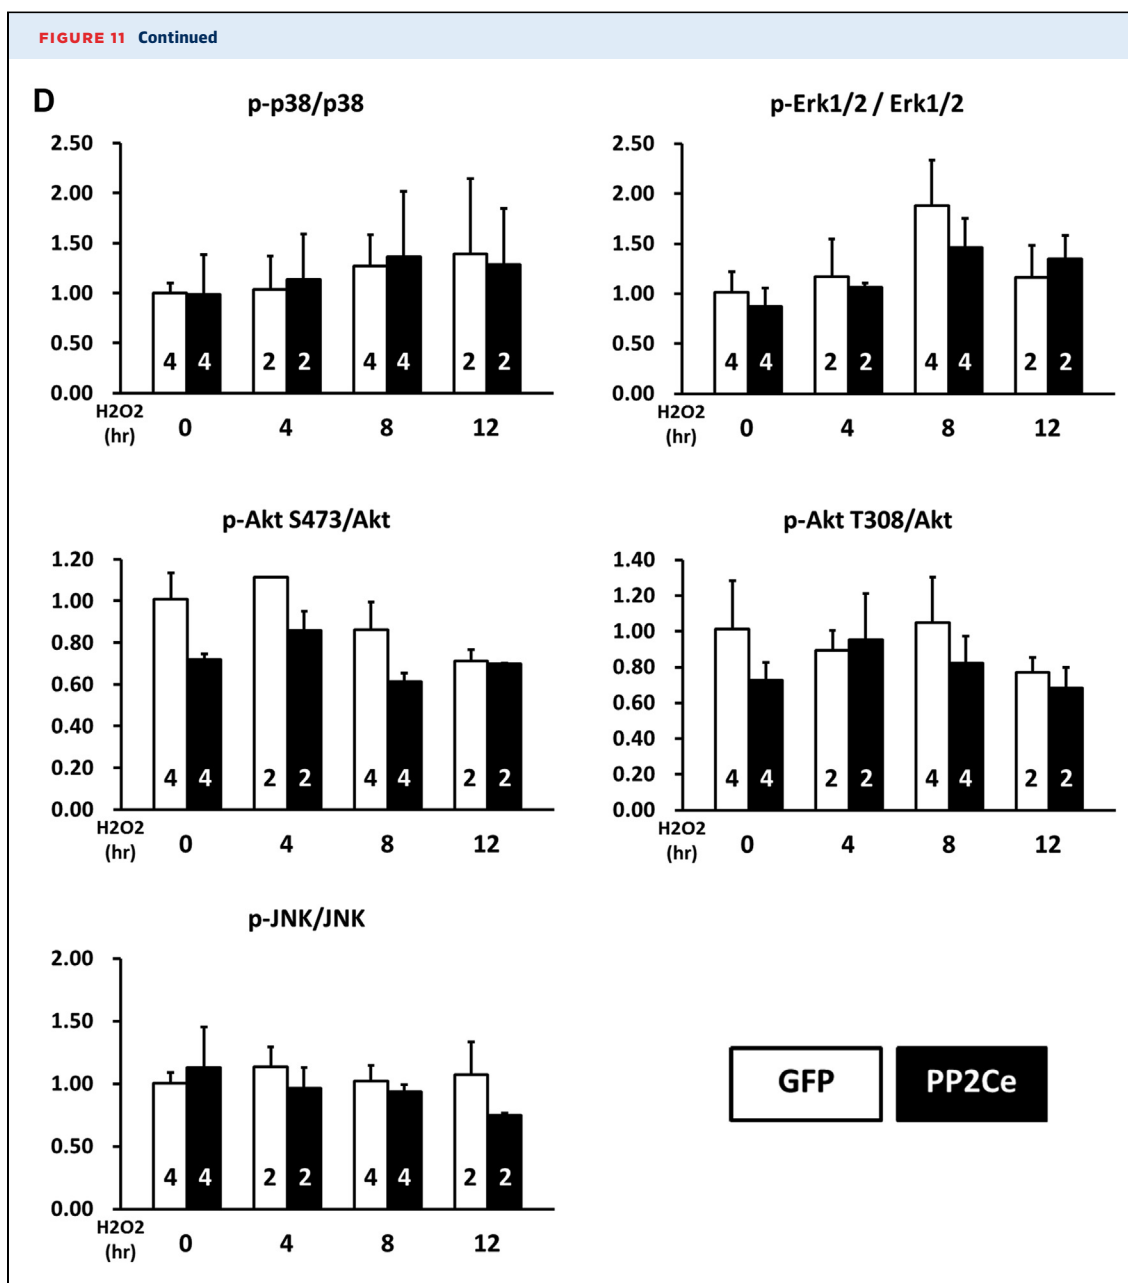 FIGURE 11 Continued
D
p-p38/p38
2.50
2.00
1.50
1.00
0.50
0.00
4 4 2 2 4 4 2 2
H2O2
(hr)
0 4 8 12
p-Erk1/2 / Erk1/2
2.50
2.00
1.50
1.00
0.50
0.00
4 4 2 2 4 4 2 2
H2O2
(hr)
0 4 8 12
p-Akt S473/Akt
1.20
1.00
0.80
0.60
0.40
0.20
0.00
4 4 2 2 4 4 2 2
H2O2
(hr)
0 4 8 12
p-Akt T308/Akt
1.40
1.20
1.00
0.80
0.60
0.40
0.20
0.00
4 4 2 2 4 4 2 2
H2O2
(hr)
0 4 8 12
p-JNK/JNK
2.00
1.50
1.00
0.50
0.00
4 4 2 2 4 4 2 2
H2O2
(hr)
0 4 8 12
GFP PP2Ce